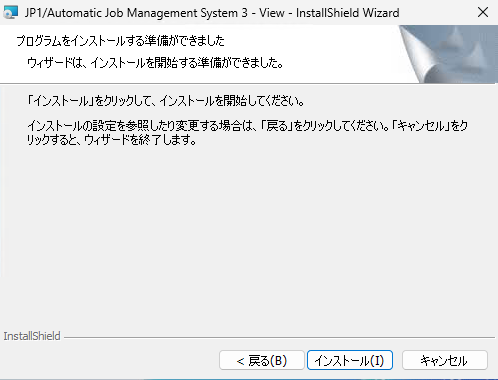 JP1/Automatic Job Management System 3 - View - InstallShield Wizard
プログラムをインストールする準備ができました
ウィザードは、インストールを開始する準備ができました。
「インストール」をクリックして、インストールを開始してください。
インストールの設定を参照したり変更する場合は、「戻る」をクリックしてください。「キャンセル」をク
リックすると、ウィザードを終了します。
InstallShield
< 戻る(B)
インストール(I)
キャンセル